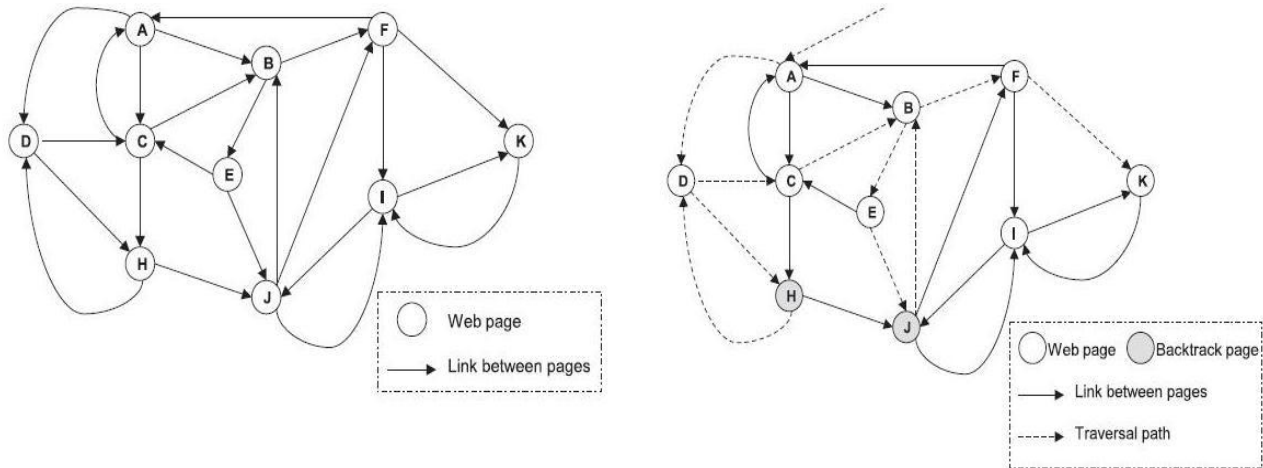 A
F
B
D
C
K
E
I
H
J
Web page
Link between pages
A
F
B
D
C
K
E
I
H
J
Web page Backtrack page
Link between pages
Traversal path